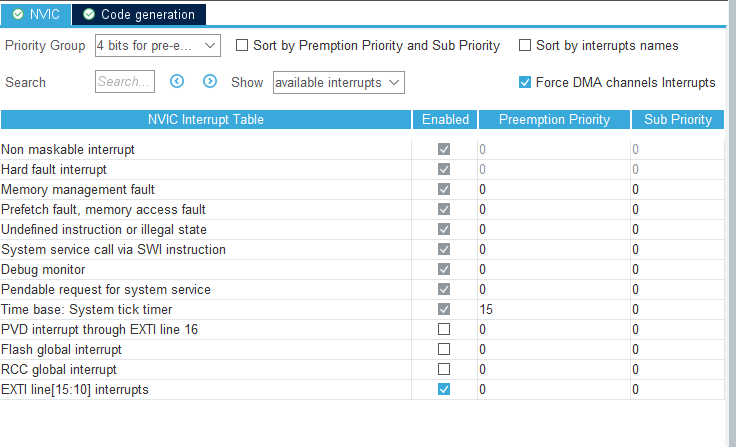 NVIC Code generation
Priority Group 4 bits for pre-e... Sort by Premption Priority and Sub Priority Sort by interrupts names
Search Search... Show available interrupts Force DMA channels Interrupts
NVIC Interrupt Table Enabled Preemption Priority Sub Priority
Non maskable interrupt 0 0
Hard fault interrupt 0 0
Memory management fault 0 0
Prefetch fault, memory access fault 0 0
Undefined instruction or illegal state 0 0
System service call via SWI instruction 0 0
Debug monitor 0 0
Pendable request for system service 0 0
Time base: System tick timer 15 0
PVD interrupt through EXTI line 16 0 0
Flash global interrupt 0 0
RCC global interrupt 0 0
EXTI line[15:10] interrupts 0 0